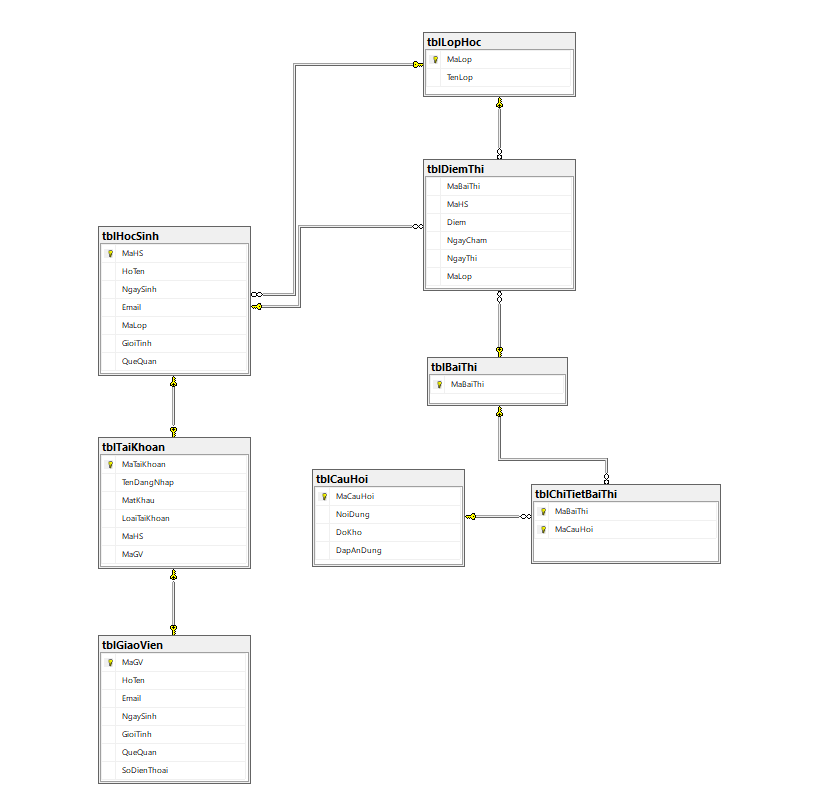 tblLopHoc
MaLop
TenLop
tblDiemThi
MaBaiThi
MaHS
Diem
NgayCham
NgayThi
MaLop
tblHocSinh
MaHS
HoTen
NgaySinh
Email
MaLop
GioiTinh
QueQuan
tblBaiThi
MaBaiThi
tblTaiKhoan
MaTaiKhoan
TenDangNhap
MatKhau
LoaiTaiKhoan
MaHS
MaGV
tblCauHoi
MaCauHoi
NoiDung
DoKho
DapAnDung
tblChiTietBaiThi
MaBaiThi
MaCauHoi
tblGiaoVien
MaGV
HoTen
Email
NgaySinh
GioiTinh
QueQuan
SoDienThoai